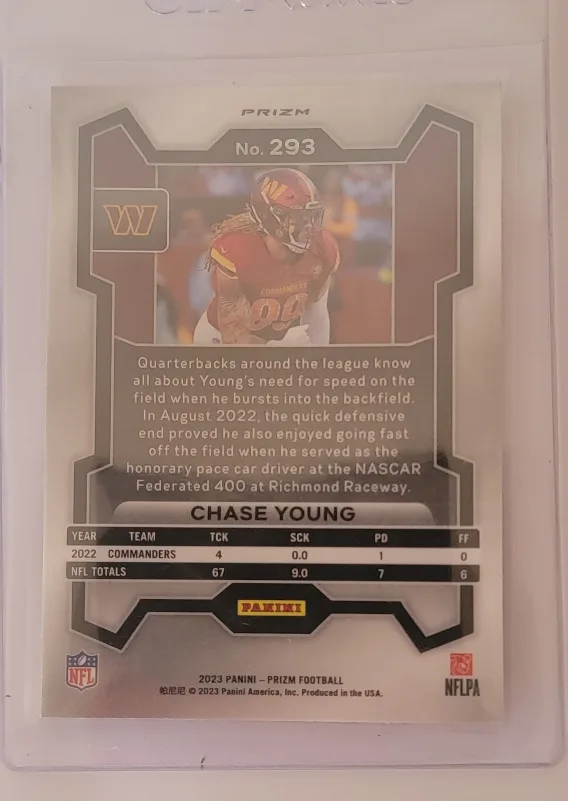 PRIZM
No. 293
W
W
COMMANDERS
99
Quarterbacks around the league know
all about Young's need for speed on the
field when he bursts into the backfield.
In August 2022, the quick defensive
end proved he also enjoyed going fast
off the field when he served as the
honorary pace car driver at the NASCAR
Federated 400 at Richmond Raceway.
CHASE YOUNG
YEAR TEAM TCK SCK PD FF
2022 COMMANDERS 4 0.0 1 0
NFL TOTALS 67 9.0 7 6
PANINI
NFL
2023 PANINI – PRIZM FOOTBALL
帕尼尼 © 2023 Panini America, Inc. Produced in the USA.
NFLPA